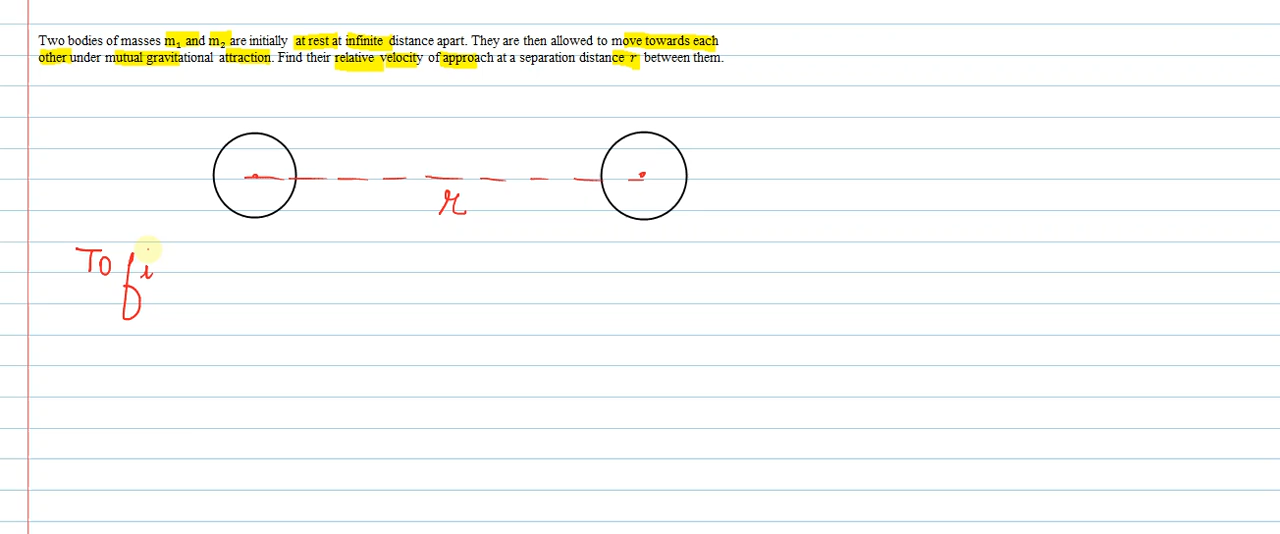 Two bodies of masses m₁ and m₂ are initially at rest at infinite distance apart. They are then allowed to move towards each
other under mutual gravitational attraction. Find their relative velocity of approach at a separation distance r between them.
r
To fi